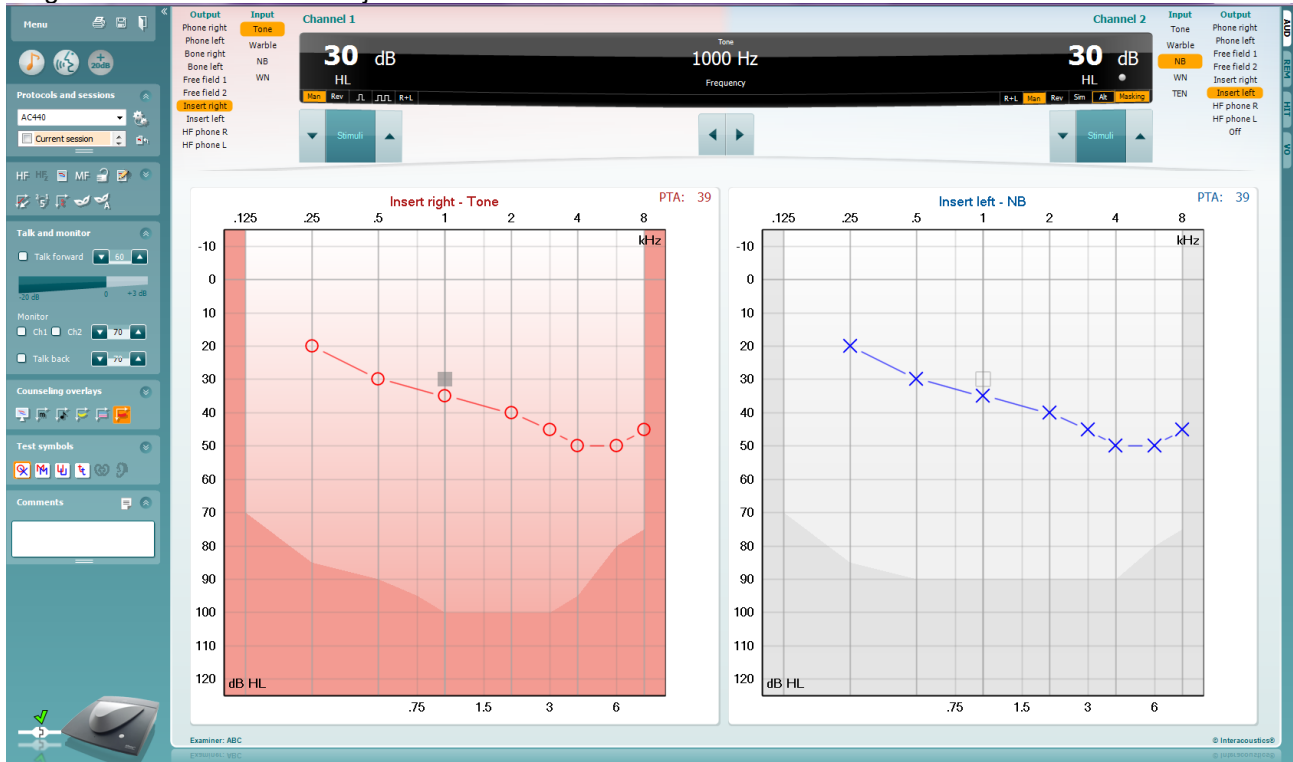 Menu
20dB
Protocols and sessions
AC440
Current session
HF
MF
Talk and monitor
Talk forward
60
-20 dB 0 +3 dB
Monitor
Ch1 Ch2 70
Talk back 70
Counseling overlays
Test symbols
Comments
Output
Phone right
Phone left
Bone right
Bone left
Free field 1
Free field 2
Insert right
Insert left
HF phone R
HF phone L
Input
Tone
Warble
NB
WN
Channel 1
30 dB
HL
Man Rev R+L
Tone
1000 Hz
Frequency
Channel 2
30 dB
HL
R+L Man Rev Sim Alt Masking
Stimuli
Stimuli
Input
Tone
Warble
NB
WN
TEN
Output
Phone right
Phone left
Free field 1
Free field 2
Insert right
Insert left
HF phone R
HF phone L
Off
AUD
REM
HIT
VO
Insert right - Tone
PTA: 39
.125 .25 .5 1 2 4 8
kHz
-10
0
10
20
30
40
50
60
70
80
90
100
110
120
dB HL
.75 1.5 3 6
Insert left - NB
PTA: 39
.125 .25 .5 1 2 4 8
kHz
-10
0
10
20
30
40
50
60
70
80
90
100
110
120
dB HL
.75 1.5 3 6
Examiner: ABC
© Interacoustics®